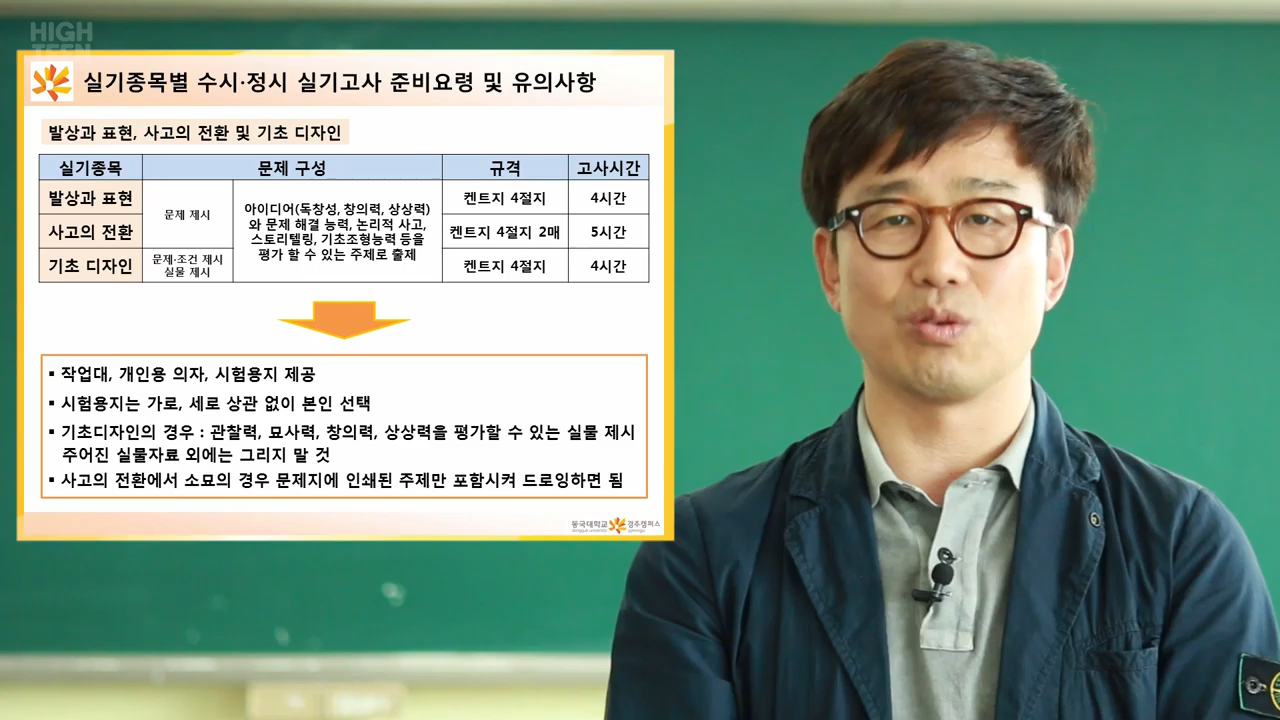 HIGH
TEEN
실기종목별 수시·정시 실기고사 준비요령 및 유의사항
발상과 표현, 사고의 전환 및 기초 디자인
실기종목 문제 구성 규격 고사시간
발상과 표현 문제 제시 켄트지 4절지 4시간
아이디어(독창성, 창의력, 상상력)
와 문제 해결 능력, 논리적 사고,
스토리텔링, 기초조형능력 등을
평가 할 수 있는 주제로 출제
사고의 전환 켄트지 4절지 2매 5시간
기초 디자인 문제·조건 제시
실물 제시
켄트지 4절지 4시간
▪ 작업대, 개인용 의자, 시험용지 제공
▪ 시험용지는 가로, 세로 상관 없이 본인 선택
▪ 기초디자인의 경우 : 관찰력, 묘사력, 창의력, 상상력을 평가할 수 있는 실물 제시
주어진 실물자료 외에는 그리지 말 것
▪ 사고의 전환에서 소묘의 경우 문제지에 인쇄된 주제만 포함시켜 드로잉하면 됨
동국대학교 경주캠퍼스